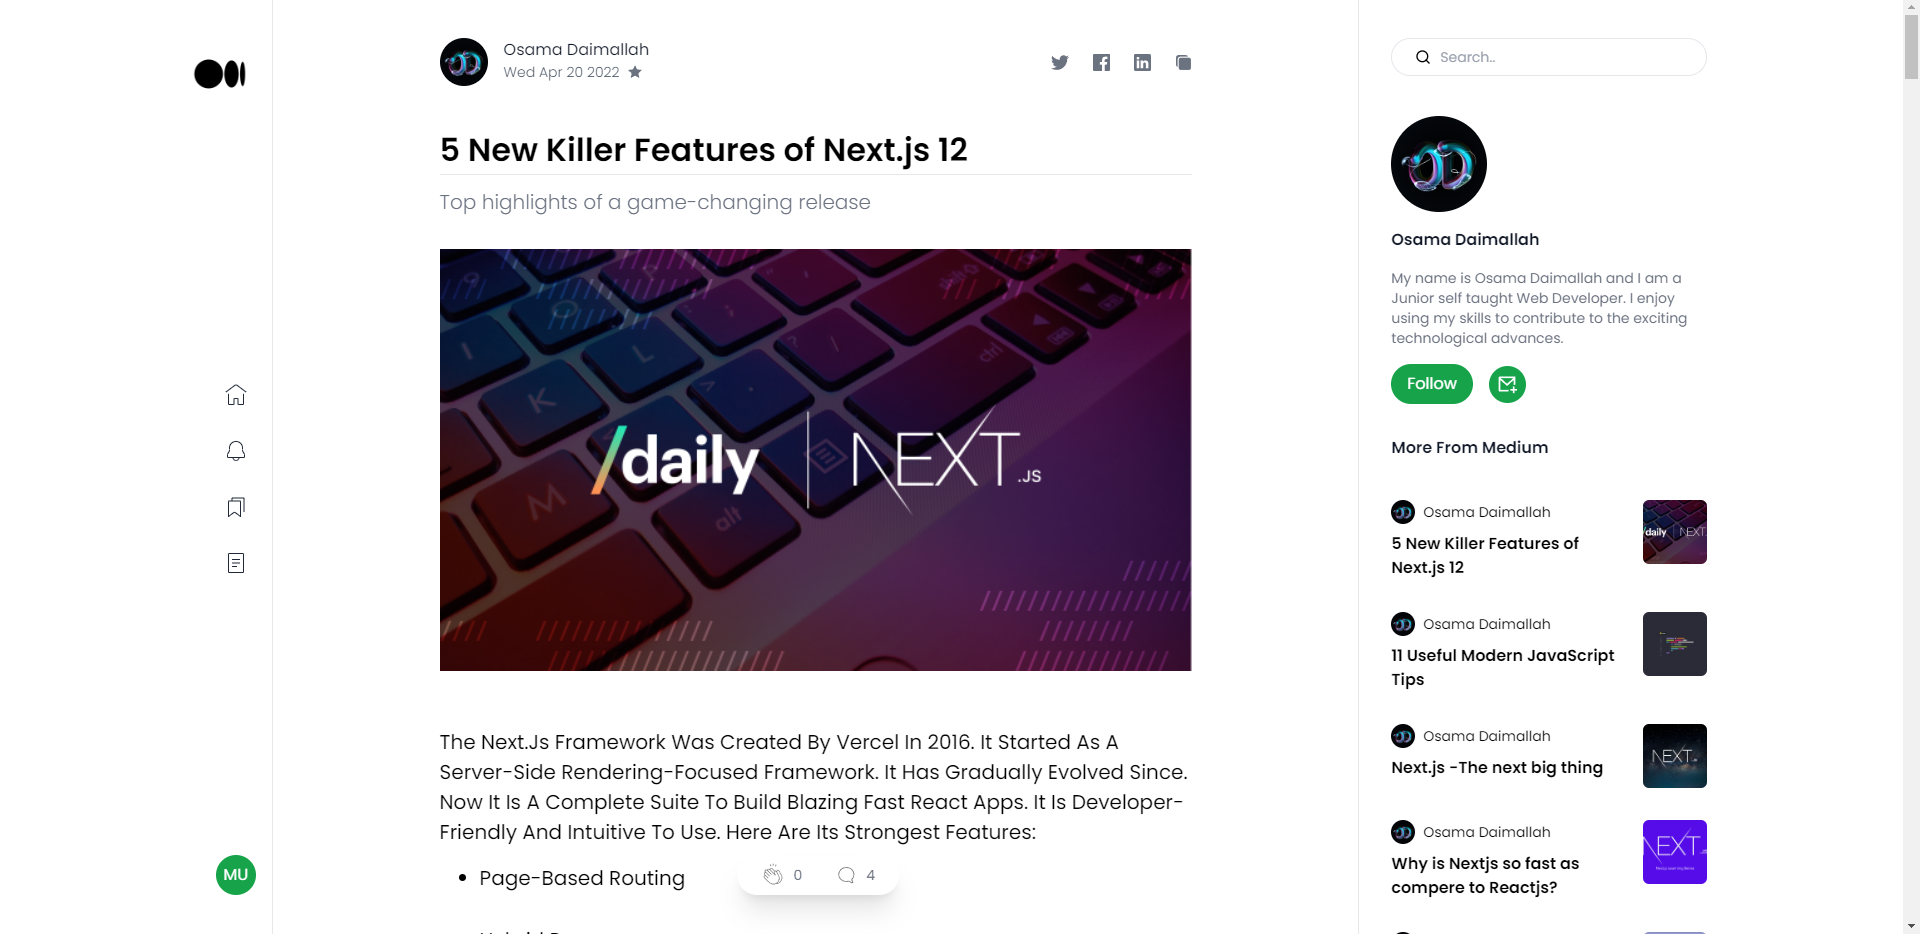 Osama Daimallah
Wed Apr 20 2022
5 New Killer Features of Next.js 12
Top highlights of a game-changing release
K
L
M
alt
ctrl
/daily
NEXT
.JS
The Next.Js Framework Was Created By Vercel In 2016. It Started As A
Server-Side Rendering-Focused Framework. It Has Gradually Evolved Since.
Now It Is A Complete Suite To Build Blazing Fast React Apps. It Is Developer-
Friendly And Intuitive To Use. Here Are Its Strongest Features:
Page-Based Routing
0
4
MU
Search..
Osama Daimallah
My name is Osama Daimallah and I am a
Junior self taught Web Developer. I enjoy
using my skills to contribute to the exciting
technological advances.
Follow
More From Medium
Osama Daimallah
5 New Killer Features of
Next.js 12
/daily
NEXT
Osama Daimallah
11 Useful Modern JavaScript
Tips
Osama Daimallah
Next.js -The next big thing
NEXT
Osama Daimallah
Why is Nextjs so fast as
compere to Reactjs?
NEXT